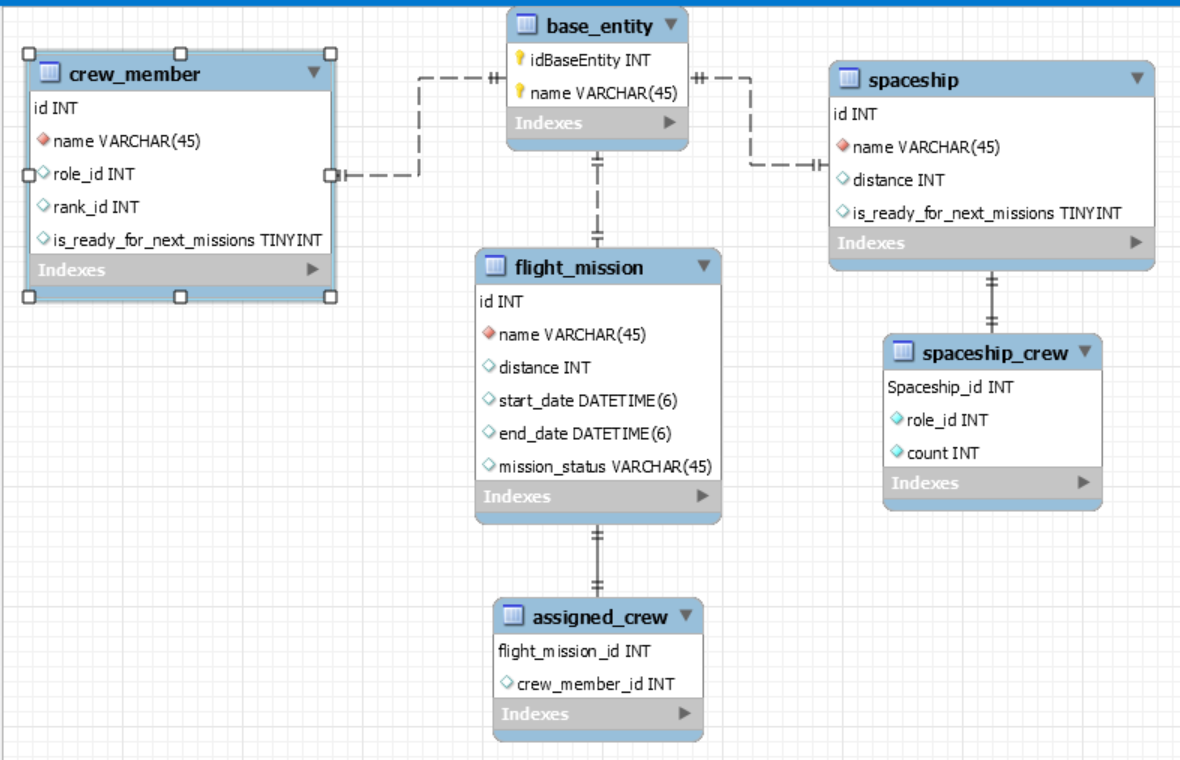 base_entity
idBaseEntity INT
name VARCHAR(45)
Indexes
crew_member
id INT
name VARCHAR(45)
role_id INT
rank_id INT
is_ready_for_next_missions TINYINT
Indexes
spaceship
id INT
name VARCHAR(45)
distance INT
is_ready_for_next_missions TINYINT
Indexes
flight_mission
id INT
name VARCHAR(45)
distance INT
start_date DATETIME(6)
end_date DATETIME(6)
mission_status VARCHAR(45)
Indexes
spaceship_crew
Spaceship_id INT
role_id INT
count INT
Indexes
assigned_crew
flight_mission_id INT
crew_member_id INT
Indexes